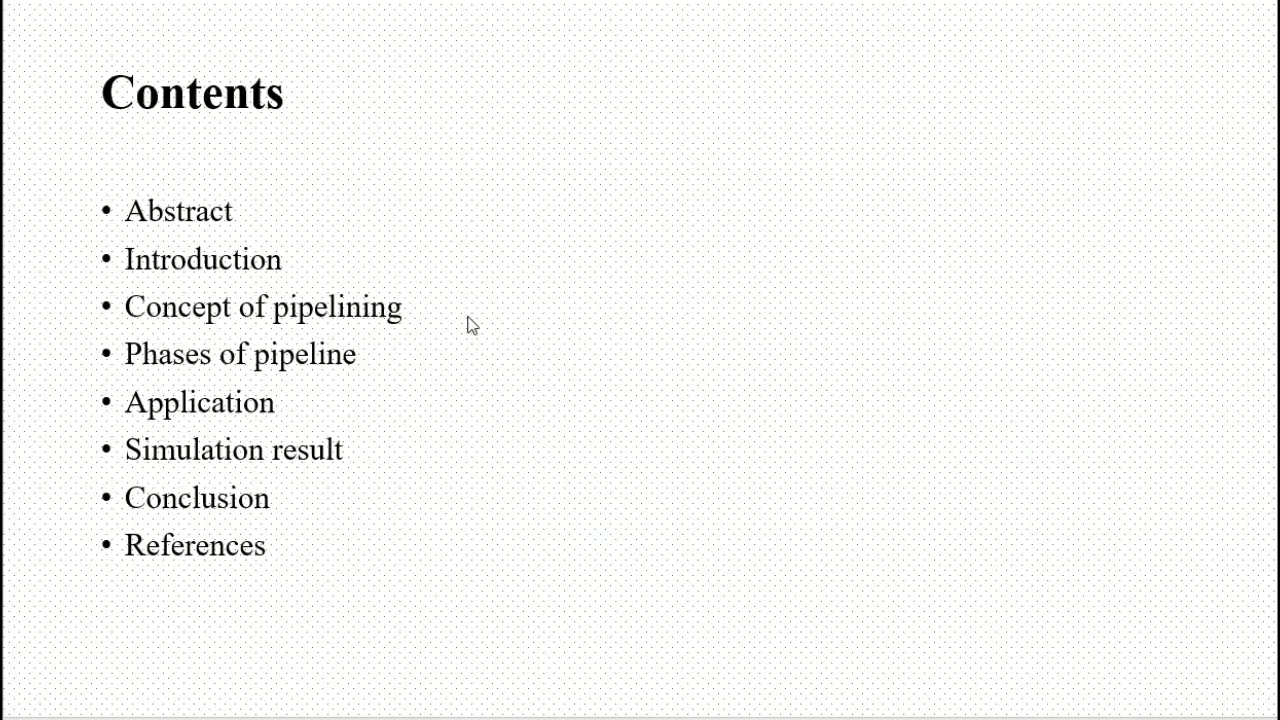 Contents
• Abstract
• Introduction
• Concept of pipelining
• Phases of pipeline
• Application
• Simulation result
• Conclusion
• References